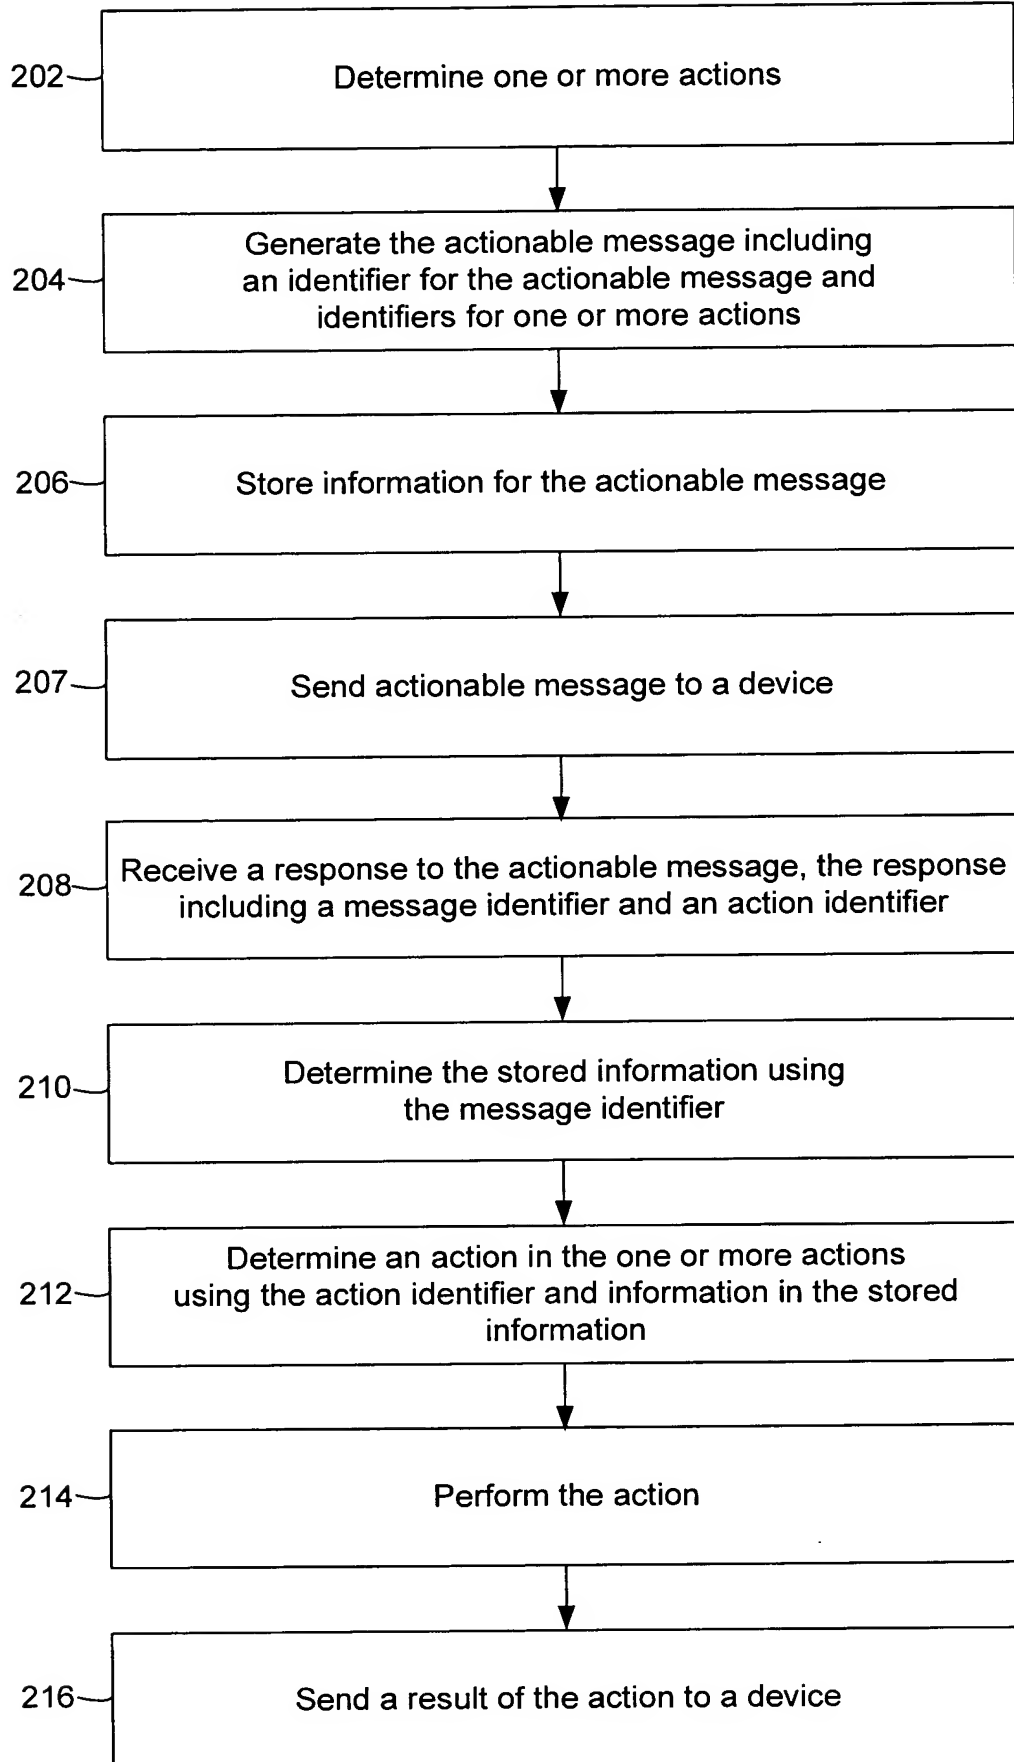 202
Determine one or more actions
204
Generate the actionable message including
an identifier for the actionable message and
identifiers for one or more actions
206
Store information for the actionable message
207
Send actionable message to a device
208
Receive a response to the actionable message, the response
including a message identifier and an action identifier
210
Determine the stored information using
the message identifier
212
Determine an action in the one or more actions
using the action identifier and information in the stored
information
214
Perform the action
216
Send a result of the action to a device